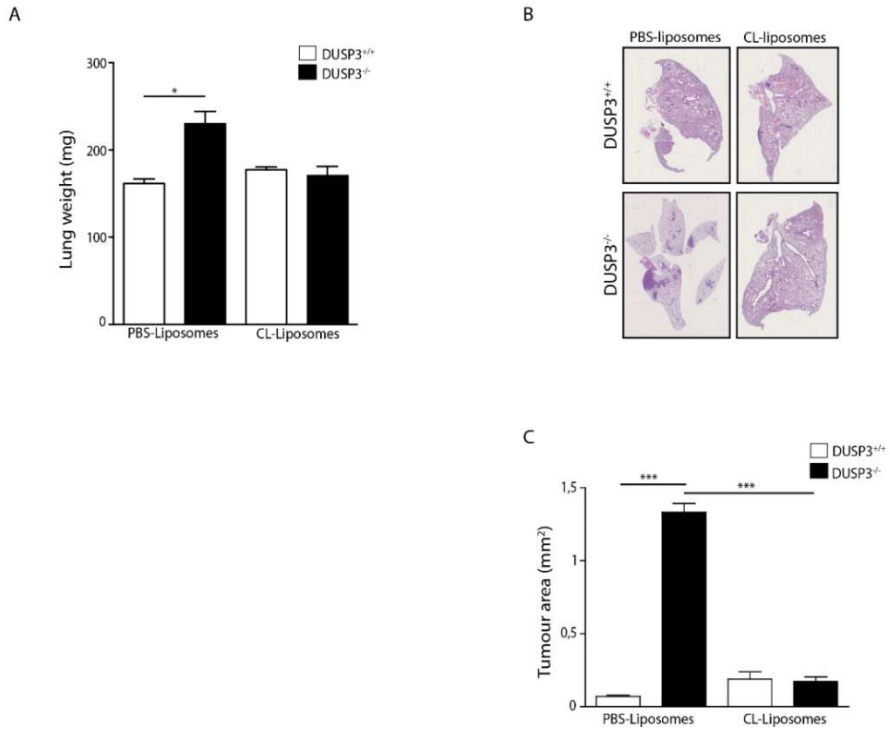 A
DUSP3+/+
DUSP3-/-
300
200
100
0
Lung weight (mg)
*
PBS-Liposomes
CL-Liposomes
B
PBS-liposomes
CL-liposomes
DUSP3+/+
DUSP3-/-
C
DUSP3+/+
DUSP3-/-
***
***
1,5
1
0,5
0
Tumour area (mm²)
PBS-Liposomes
CL-Liposomes